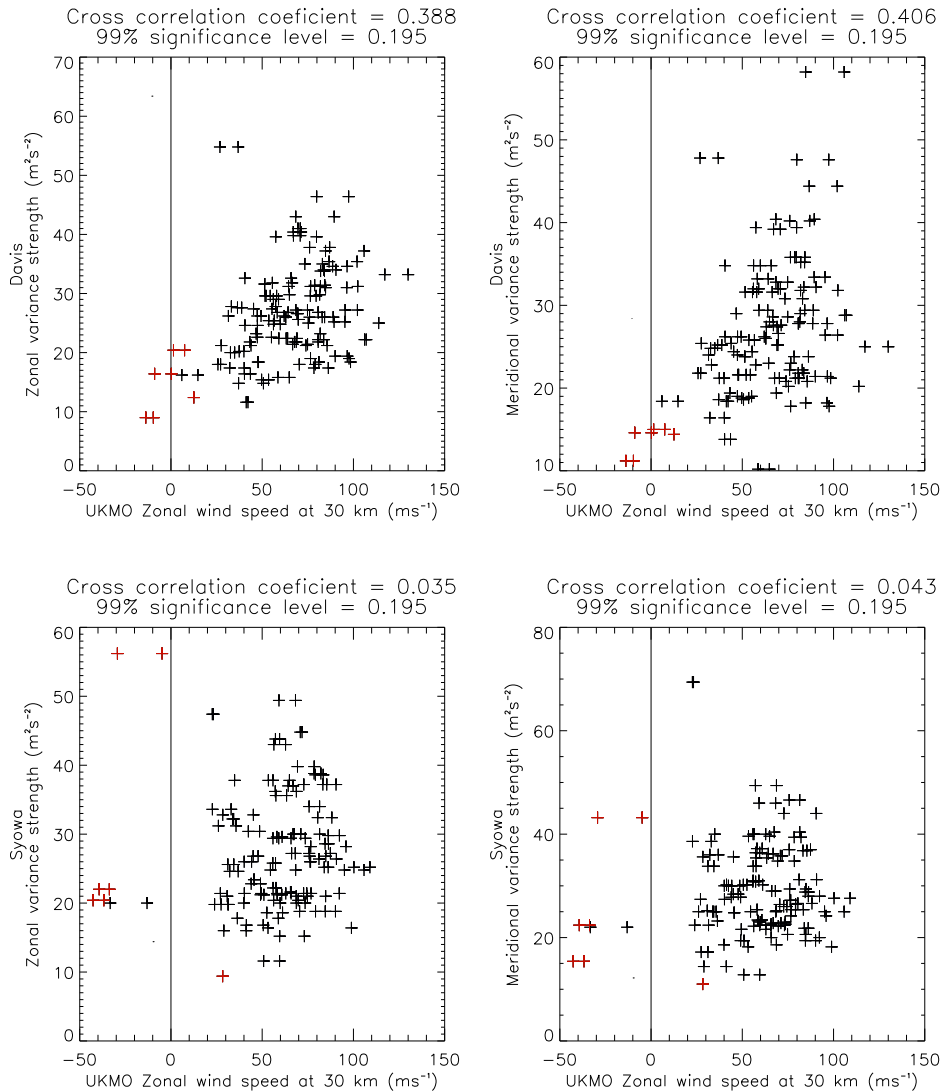 Cross correlation coeficient = 0.388
99% significance level = 0.195
70
60
50
40
30
20
10
0
Davis
Zonal variance strength (m²s⁻²)
−50 0 50 100 150
UKMO Zonal wind speed at 30 km (ms⁻¹)
Cross correlation coeficient = 0.406
99% significance level = 0.195
60
50
40
30
20
10
Davis
Meridional variance strength (m²s⁻²)
−50 0 50 100 150
UKMO Zonal wind speed at 30 km (ms⁻¹)
Cross correlation coeficient = 0.035
99% significance level = 0.195
60
50
40
30
20
10
0
Syowa
Zonal variance strength (m²s⁻²)
−50 0 50 100 150
UKMO Zonal wind speed at 30 km (ms⁻¹)
Cross correlation coeficient = 0.043
99% significance level = 0.195
80
60
40
20
0
Syowa
Meridional variance strength (m²s⁻²)
−50 0 50 100 150
UKMO Zonal wind speed at 30 km (ms⁻¹)